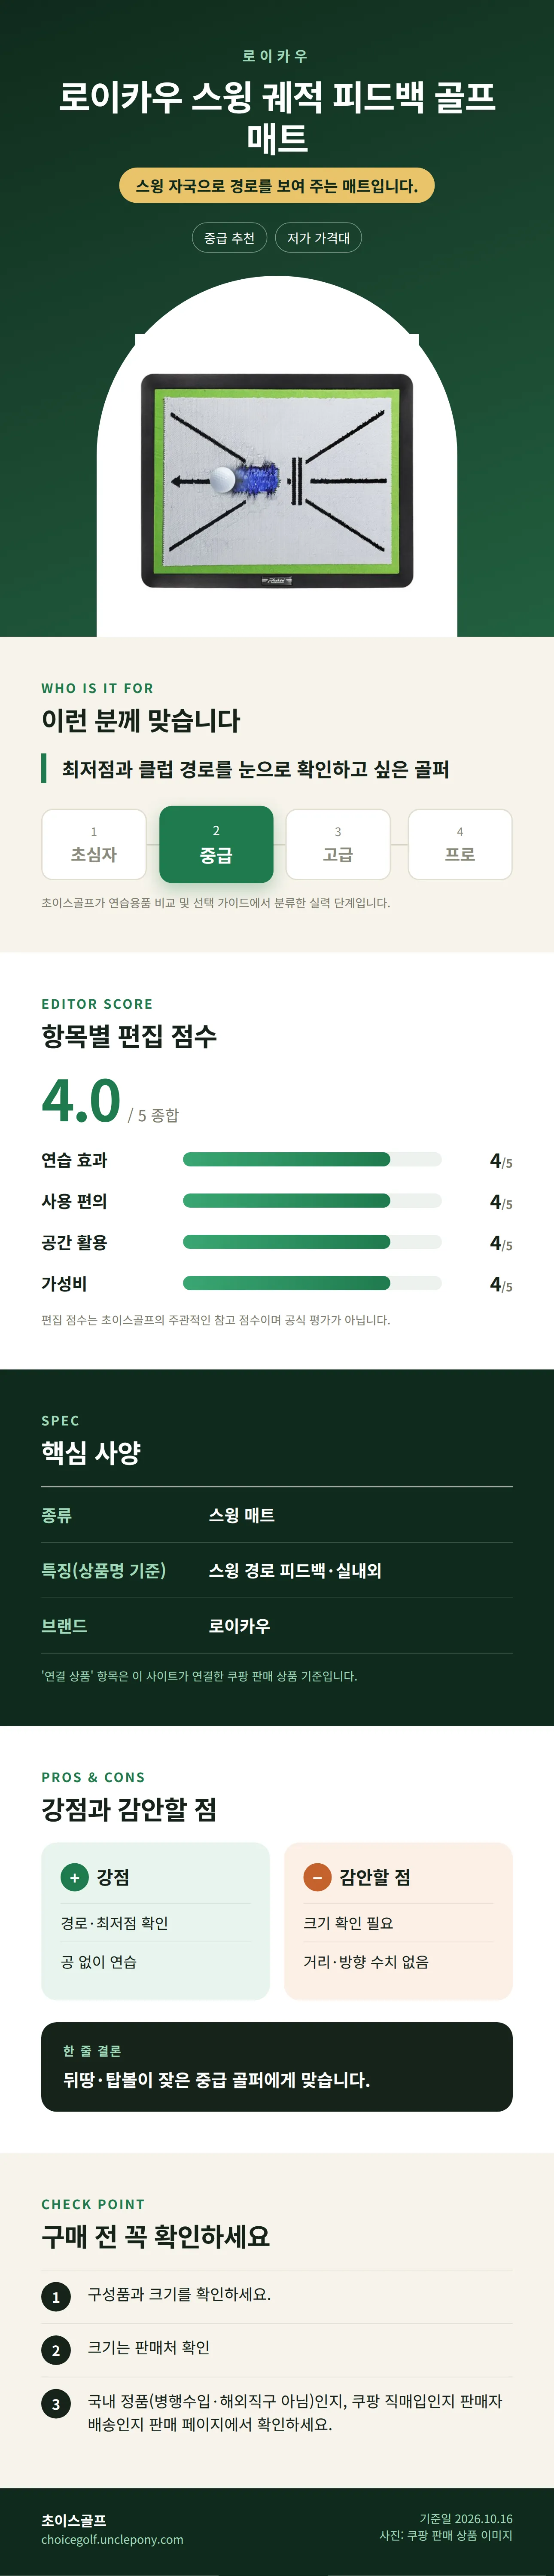 로이카우
로이카우 스윙 궤적 피드백 골프
매트
스윙 자국으로 경로를 보여 주는 매트입니다.
중급 추천
저가 가격대
WHO IS IT FOR
이런 분께 맞습니다
최저점과 클럽 경로를 눈으로 확인하고 싶은 골퍼
1
초심자
2
중급
3
고급
4
프로
초이스골프가 연습용품 비교 및 선택 가이드에서 분류한 실력 단계입니다.
EDITOR SCORE
항목별 편집 점수
4.0 / 5 종합
연습 효과 4/5
사용 편의 4/5
공간 활용 4/5
가성비 4/5
편집 점수는 초이스골프의 주관적인 참고 점수이며 공식 평가가 아닙니다.
SPEC
핵심 사양
종류 스윙 매트
특징(상품명 기준) 스윙 경로 피드백·실내외
브랜드 로이카우
'연결 상품' 항목은 이 사이트가 연결한 쿠팡 판매 상품 기준입니다.
PROS & CONS
강점과 감안할 점
+ 강점
경로·최저점 확인
공 없이 연습
− 감안할 점
크기 확인 필요
거리·방향 수치 없음
한 줄 결론
뒤땅·탑볼이 잦은 중급 골퍼에게 맞습니다.
CHECK POINT
구매 전 꼭 확인하세요
1 구성품과 크기를 확인하세요.
2 크기는 판매처 확인
3 국내 정품(병행수입·해외직구 아님)인지, 쿠팡 직매입인지 판매자
배송인지 판매 페이지에서 확인하세요.
초이스골프
choicegolf.unclepony.com
기준일 2026.10.16
사진: 쿠팡 판매 상품 이미지